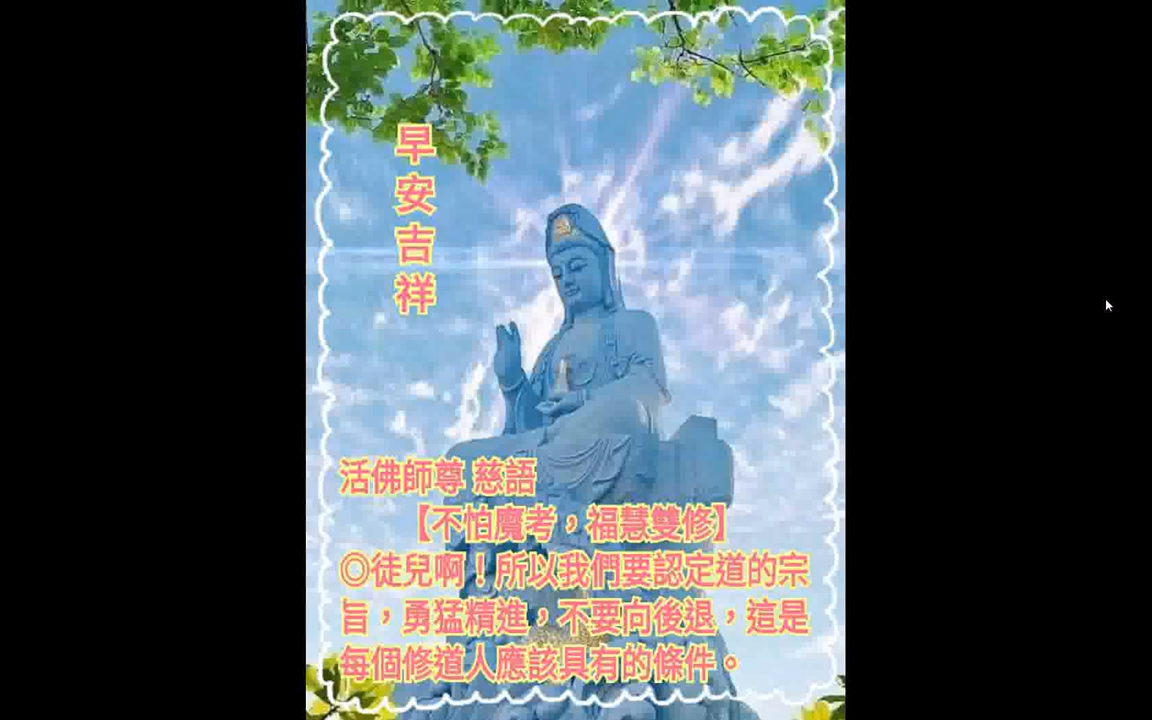 早安吉祥
活佛師尊 慈語
【不怕魔考，福慧雙修】
◎徒兒啊！所以我們要認定道的宗
旨，勇猛精進，不要向後退，這是
每個修道人應該具有的條件。